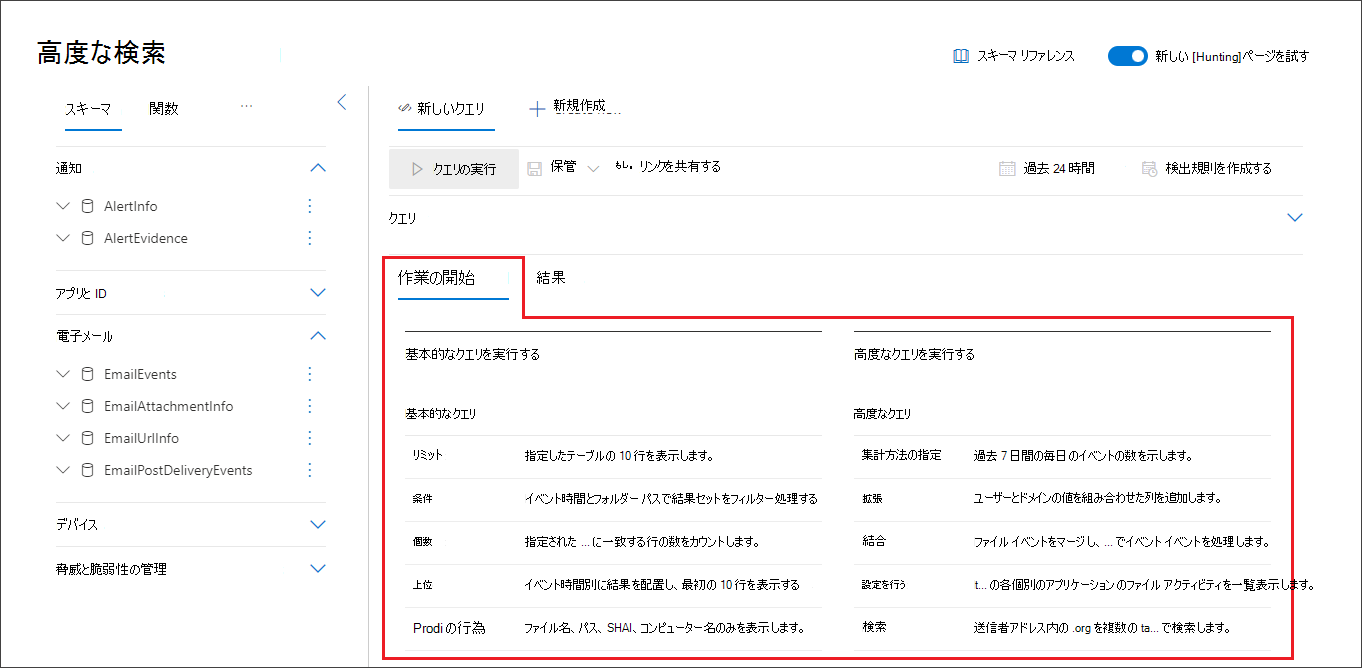 高度な検索
スキーマ リファレンス
新しい [Hunting]ページを試す
スキーマ
関数
...
新しいクエリ
新規作成
クエリの実行
保管
もし. リンクを共有する
過去 24 時間
検出規則を作成する
通知
AlertInfo
AlertEvidence
アプリと ID
電子メール
EmailEvents
EmailAttachmentInfo
EmailUrlInfo
EmailPostDeliveryEvents
デバイス
脅威と脆弱性の管理
クエリ
作業の開始
結果
基本的なクエリを実行する
基本的なクエリ
リミット 指定したテーブルの 10 行を表示します。
条件 イベント時間とフォルダー パスで結果セットをフィルター処理する
個数 指定された ... に一致する行の数をカウントします。
上位 イベント時間別に結果を配置し、最初の 10 行を表示する
Prodi の行為 ファイル名、パス、SHAI、コンピューター名のみを表示します。
高度なクエリを実行する
高度なクエリ
集計方法の指定 過去 7 日間の毎日のイベントの数を示します。
拡張 ユーザーとドメインの値を組み合わせた列を追加します。
結合 ファイル イベントをマージし、... でイベント イベントを処理します。
設定を行う t... の各個別のアプリケーションのファイル アクティビティを一覧表示します。
検索 送信者アドレス内の .org を複数の ta... で検索します。